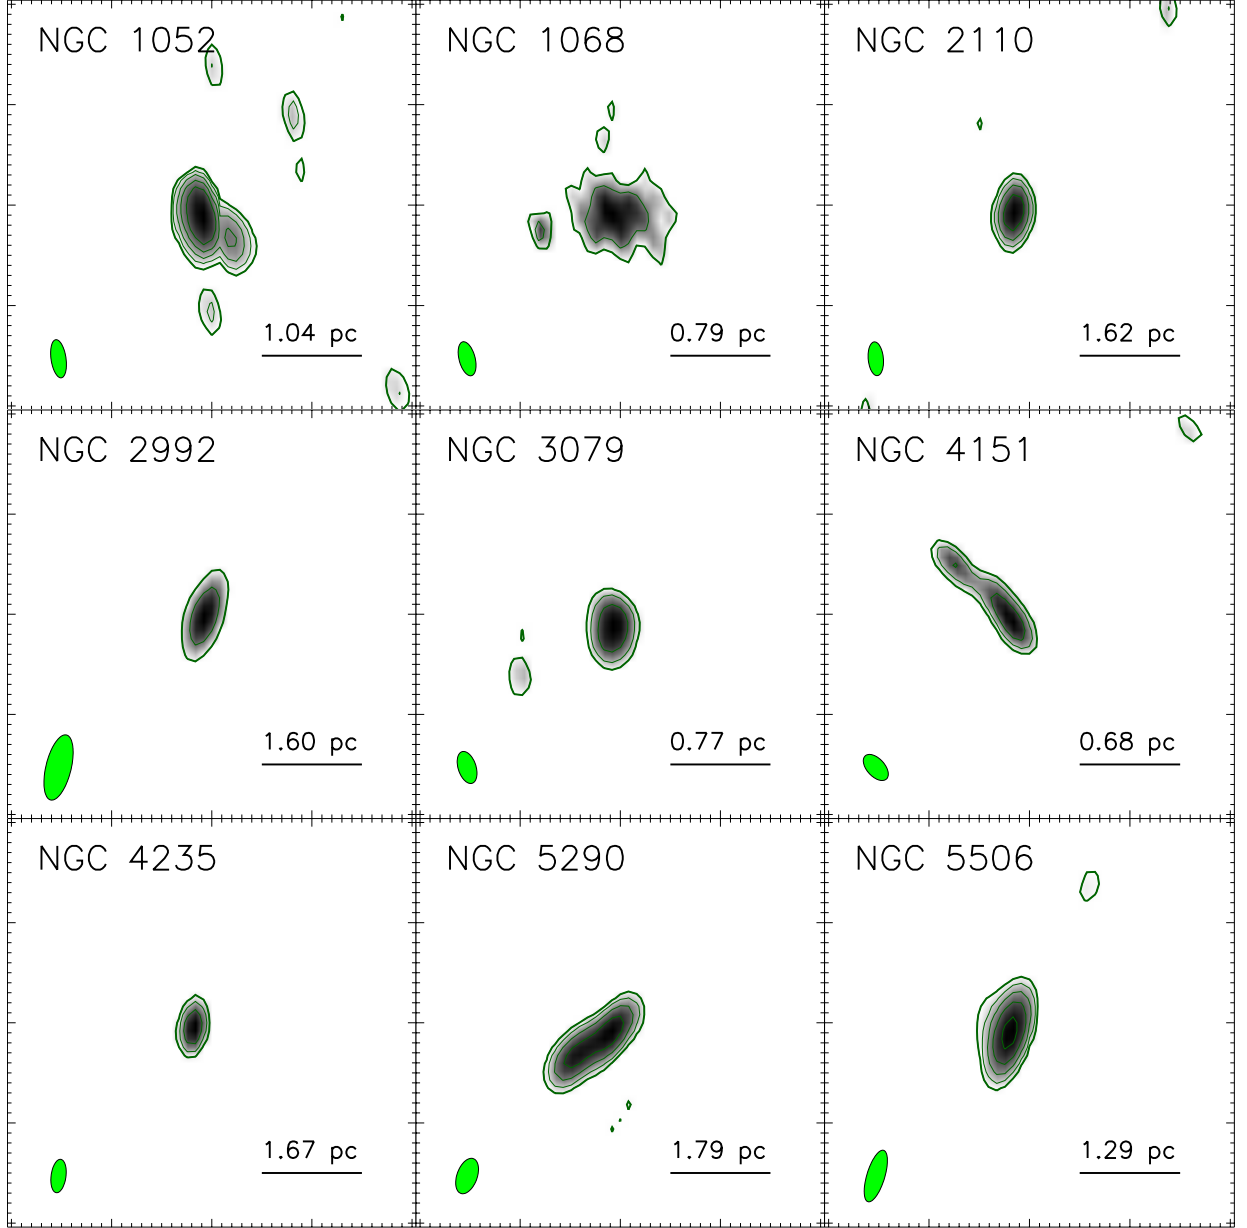 NGC 1052
1.04 pc
NGC 1068
0.79 pc
NGC 2110
1.62 pc
NGC 2992
1.60 pc
NGC 3079
0.77 pc
NGC 4151
0.68 pc
NGC 4235
1.67 pc
NGC 5290
1.79 pc
NGC 5506
1.29 pc